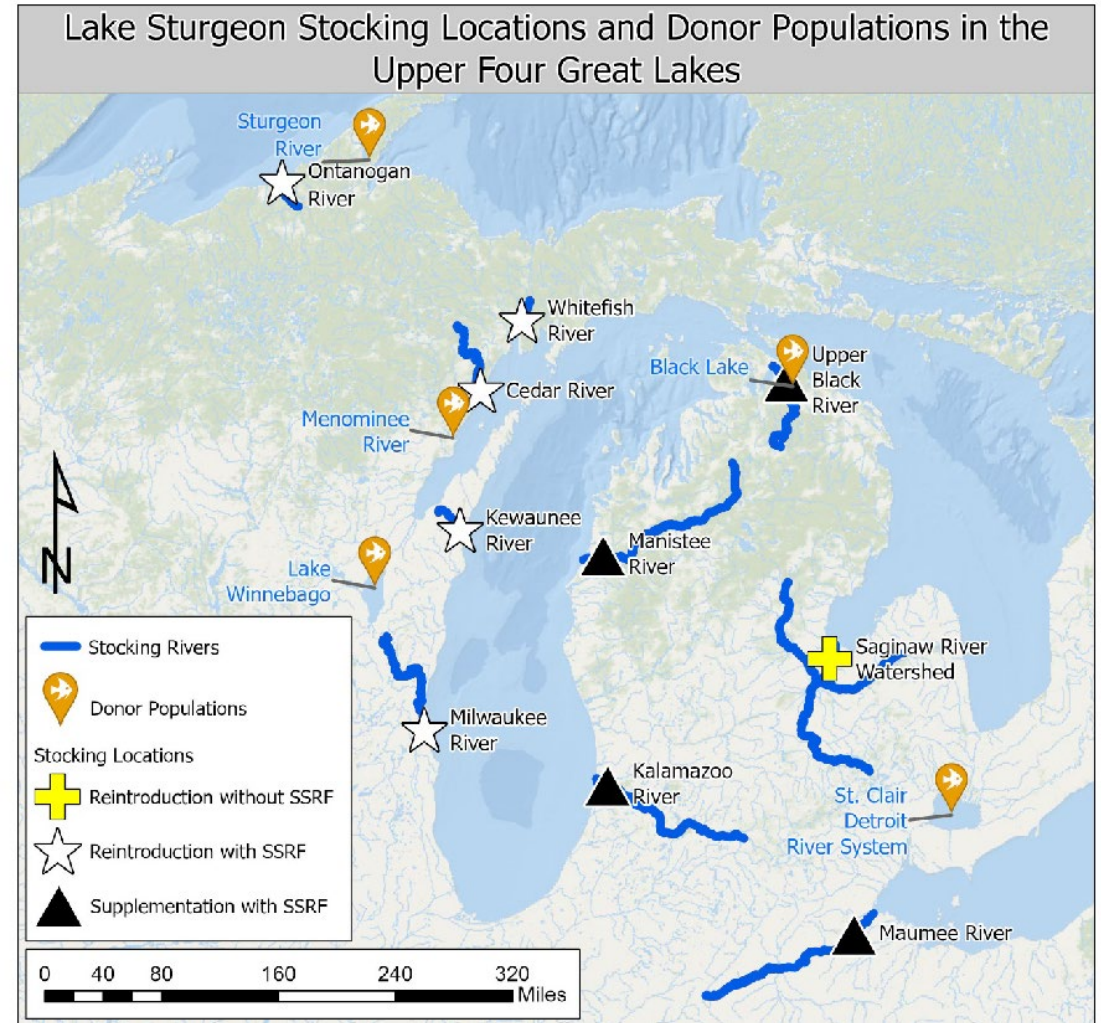 Lake Sturgeon Stocking Locations and Donor Populations in the
Upper Four Great Lakes
Sturgeon
River
Ontanogan
River
Whitefish
River
Cedar River
Black Lake
Upper
Black
River
Menominee
River
Kewaunee
River
Manistee
River
Lake
Winnebago
Saginaw River
Watershed
Milwaukee
River
Kalamazoo
River
St. Clair
Detroit
River System
Maumee River
N
Stocking Rivers
Donor Populations
Stocking Locations
Reintroduction without SSRF
Reintroduction with SSRF
Supplementation with SSRF
0 40 80 160 240 320
Miles